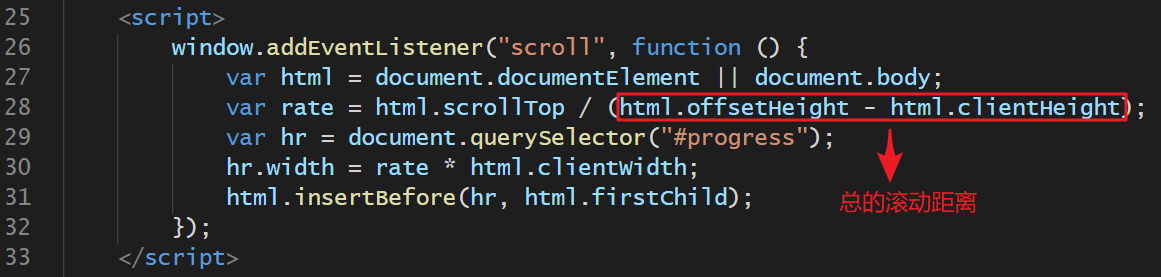 25 <script>
26 window.addEventListener("scroll", function () {
27 var html = document.documentElement || document.body;
28 var rate = html.scrollTop / (html.offsetHeight - html.clientHeight);
29 var hr = document.querySelector("#progress");
30 hr.width = rate * html.clientWidth;
31 html.insertBefore(hr, html.firstChild);
总的滚动距离
32 });
33 </script>